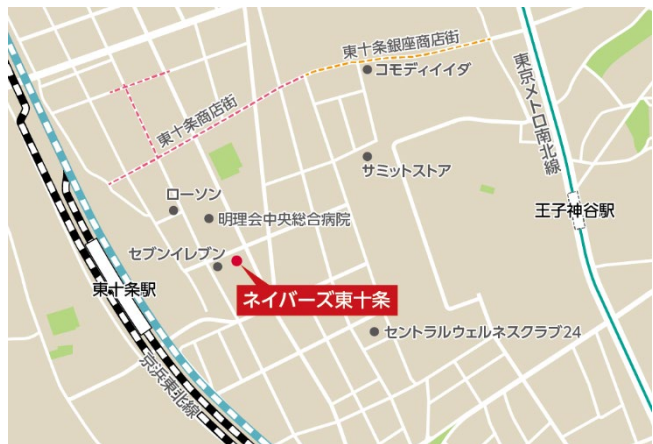 東十条銀座商店街
コモディイイダ
東十条商店街
東京メトロ南北線
サミットストア
ローソン
明理会中央総合病院
王子神谷駅
セブンイレブン
東十条駅
ネイバーズ東十条
セントラルウェルネスクラブ24
京浜東北線